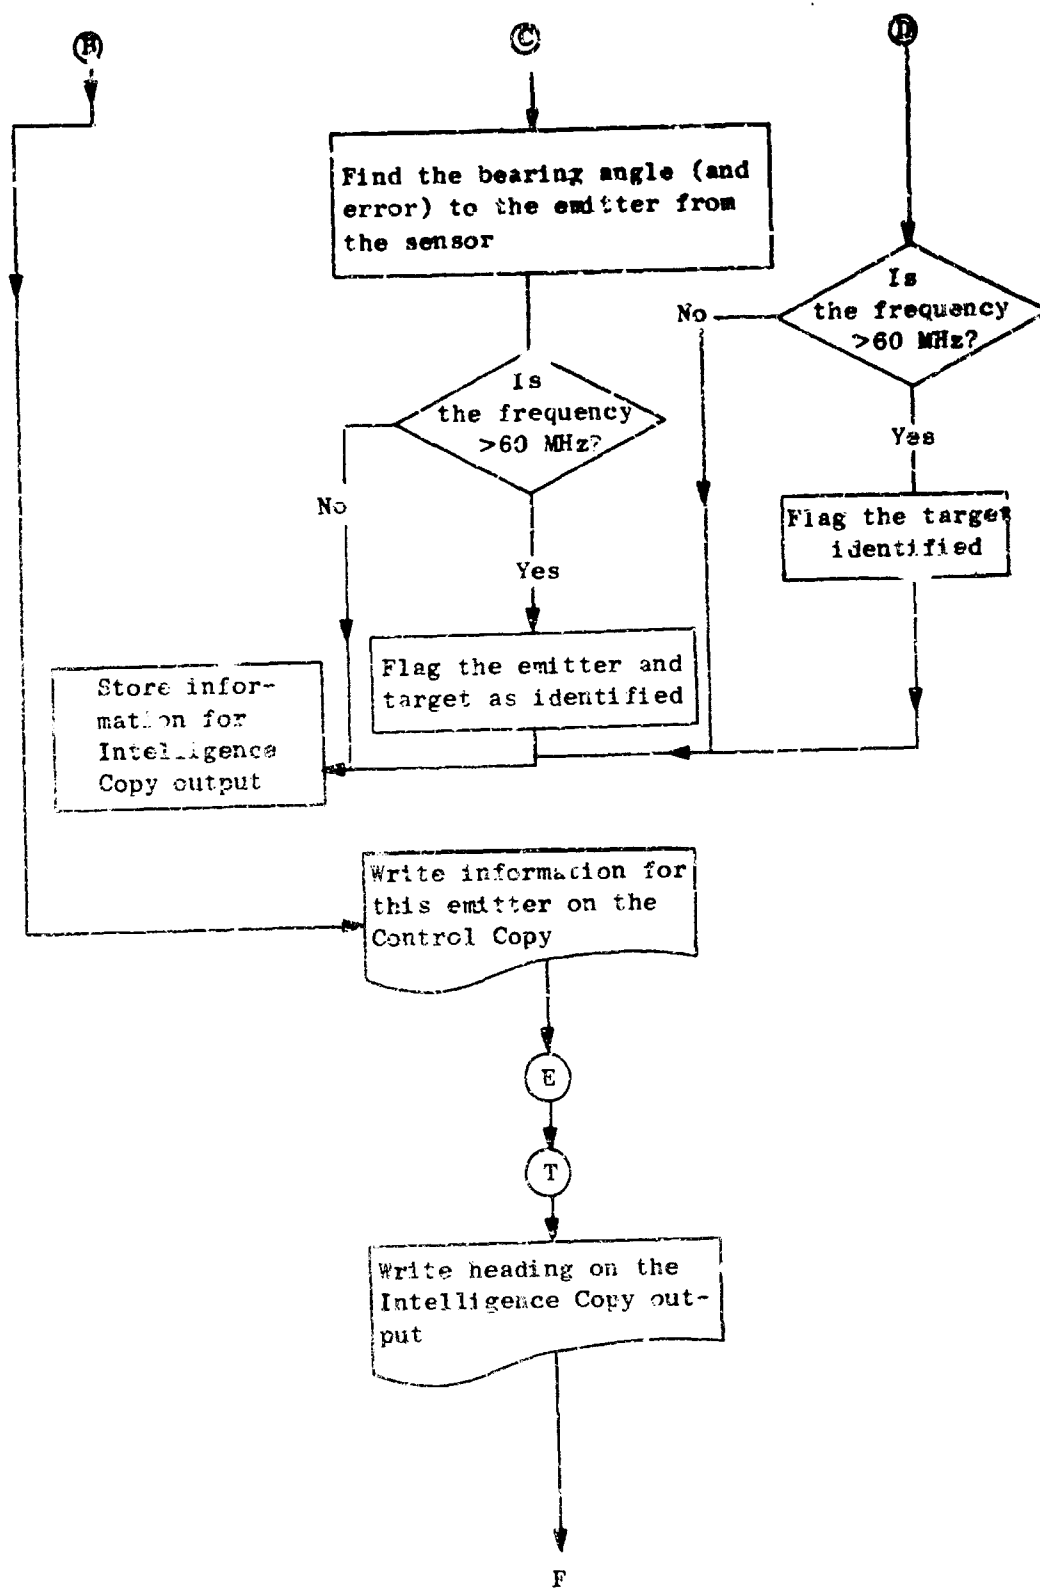 B
C
D
Find the bearing angle (and
error) to the emitter from
the sensor
Is
the frequency
>60 MHz?
No
Yes
Flag the target
identified
Is
the frequency
>60 MHz?
No
Yes
Flag the emitter and
target as identified
Store infor-
mation for
Intelligence
Copy output
Write information for
this emitter on the
Control Copy
E
T
Write heading on the
Intelligence Copy out-
put
F